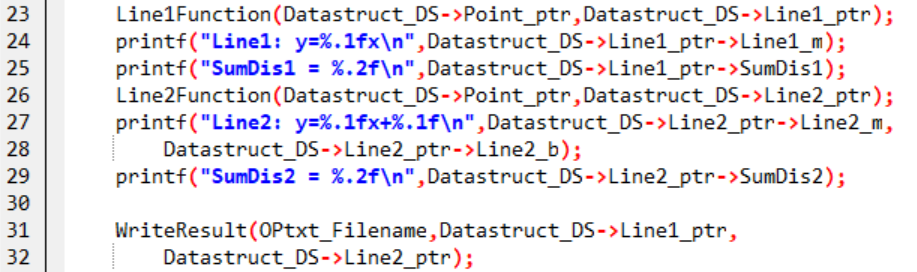 23 Line1Function(Datastruct_DS->Point_ptr,Datastruct_DS->Line1_ptr);
24 printf("Line1: y=%.1fx\n",Datastruct_DS->Line1_ptr->Line1_m);
25 printf("SumDis1 = %.2f\n",Datastruct_DS->Line1_ptr->SumDis1);
26 Line2Function(Datastruct_DS->Point_ptr,Datastruct_DS->Line2_ptr);
27 printf("Line2: y=%.1fx+%.1f\n",Datastruct_DS->Line2_ptr->Line2_m,
28 Datastruct_DS->Line2_ptr->Line2_b);
29 printf("SumDis2 = %.2f\n",Datastruct_DS->Line2_ptr->SumDis2);
30
31 WriteResult(OPtxt_Filename,Datastruct_DS->Line1_ptr,
32 Datastruct_DS->Line2_ptr);